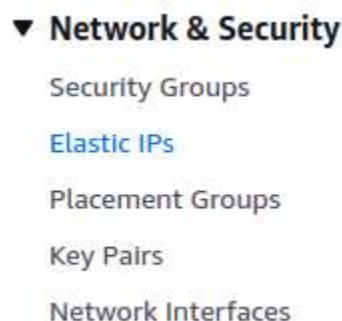 Network & Security
Security Groups
Elastic IPs
Placement Groups
Key Pairs
Network Interfaces